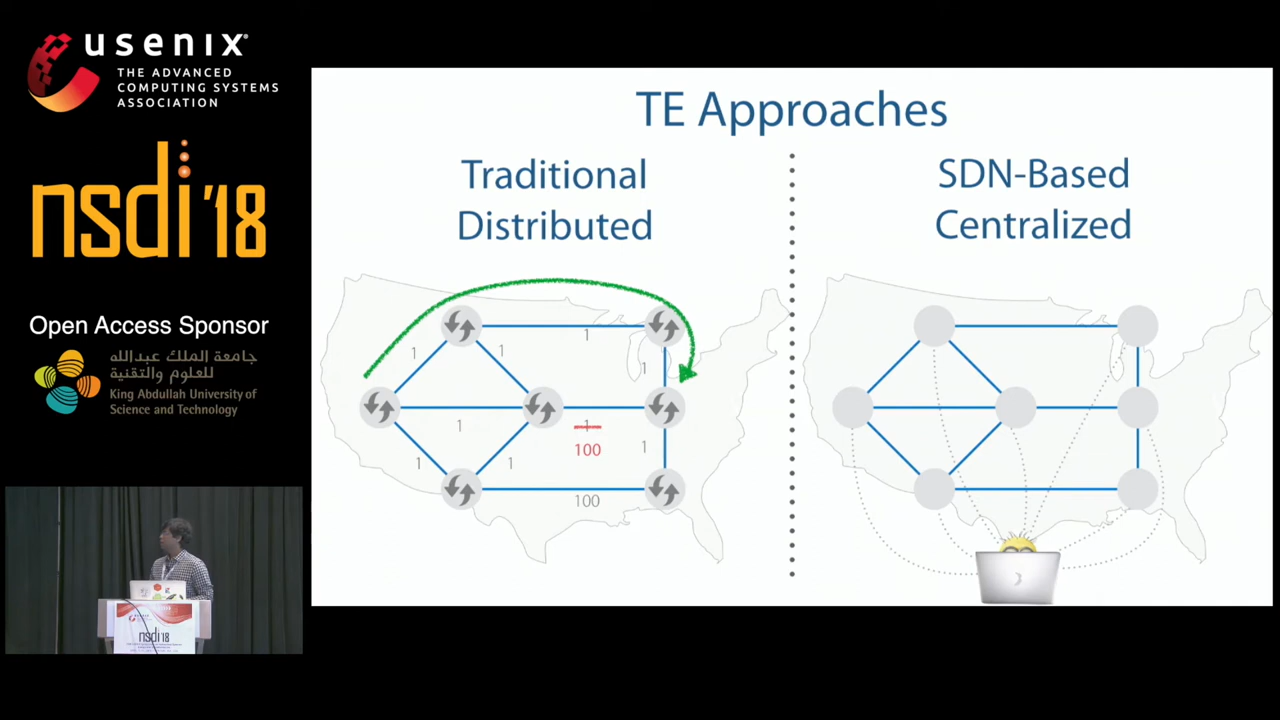 usenix
THE ADVANCED
COMPUTING SYSTEMS
ASSOCIATION
nsdi '18
Open Access Sponsor
جامعة الملك عبدالله
للعلوم والتقنية
King Abdullah University of
Science and Technology
TE Approaches
Traditional
Distributed
SDN-Based
Centralized
1
1
1
1
1
1
100
1
1
1
100
usenix
nsdi18